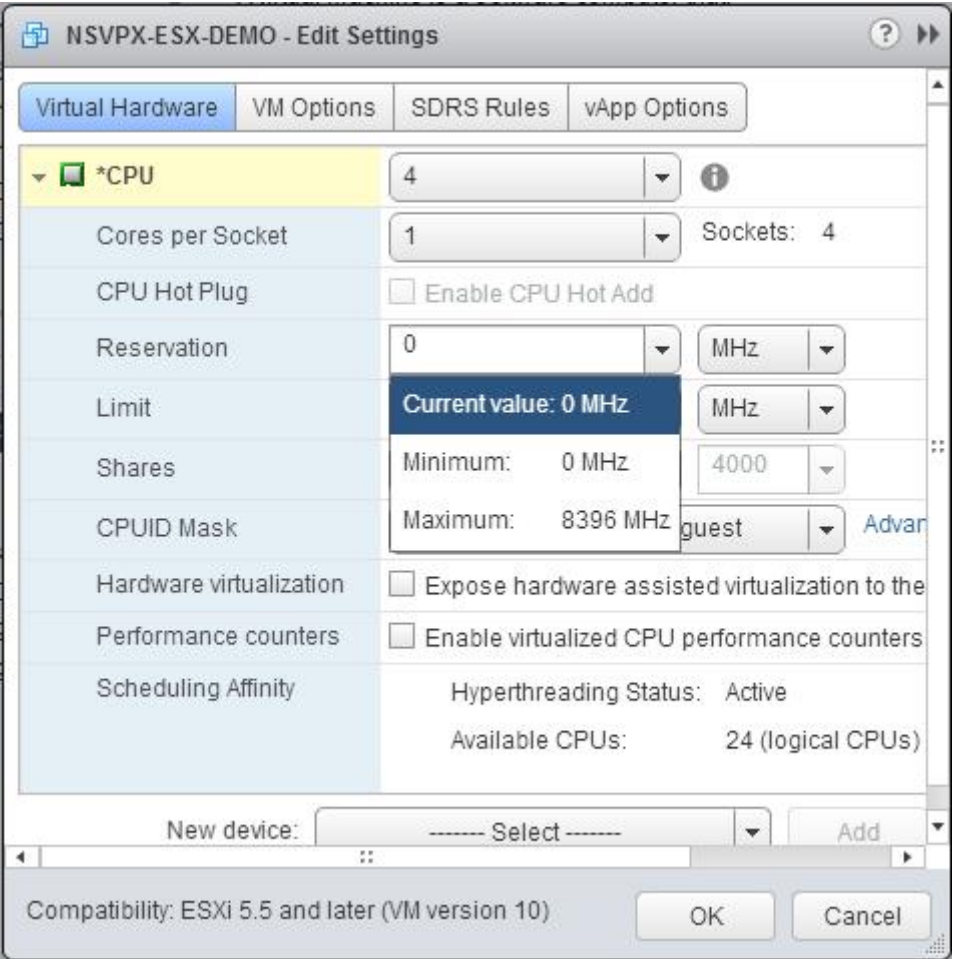 NSVPX-ESX-DEMO - Edit Settings ?
Virtual Hardware VM Options SDRS Rules vApp Options
*CPU 4
Cores per Socket 1 Sockets: 4
CPU Hot Plug Enable CPU Hot Add
Reservation 0 MHz
Current value: 0 MHz
Limit MHz
Minimum: 0 MHz
Shares 4000
Maximum: 8396 MHz
CPUID Mask guest Advan
Hardware virtualization Expose hardware assisted virtualization to the
Performance counters Enable virtualized CPU performance counters
Scheduling Affinity Hyperthreading Status: Active
Available CPUs: 24 (logical CPUs)
New device: ------- Select ------- Add
Compatibility: ESXi 5.5 and later (VM version 10) OK Cancel